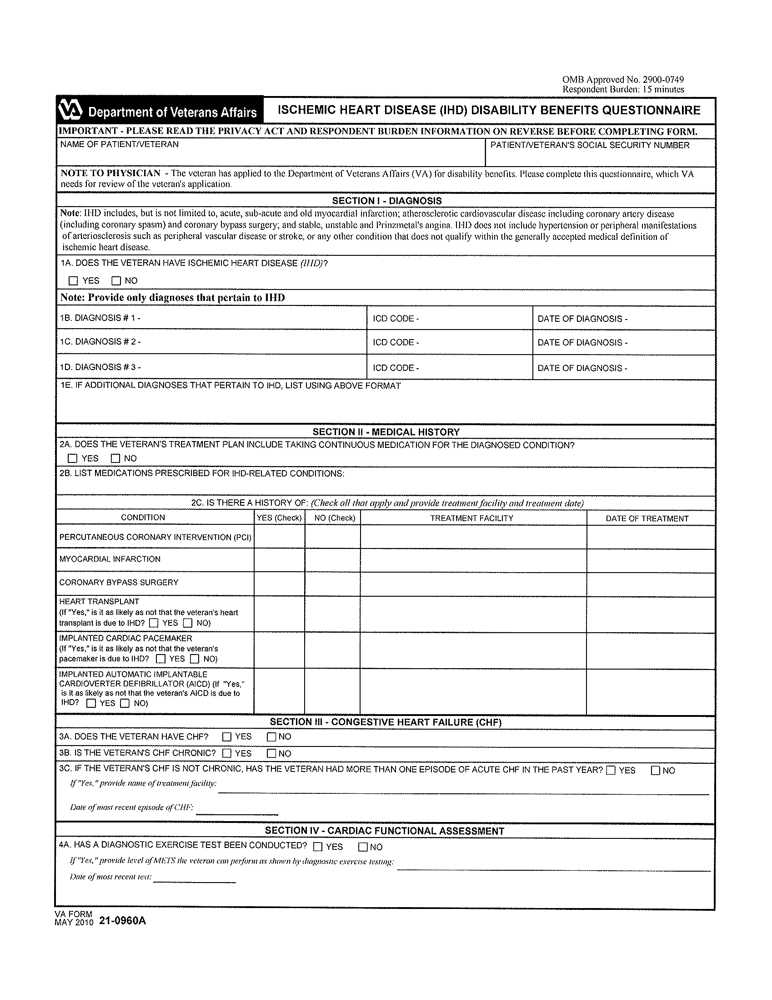 OMB Approved No. 2900-0749
Respondent Burden: 15 minutes
VA Department of Veterans Affairs
ISCHEMIC HEART DISEASE (IHD) DISABILITY BENEFITS QUESTIONNAIRE
IMPORTANT - PLEASE READ THE PRIVACY ACT AND RESPONDENT BURDEN INFORMATION ON REVERSE BEFORE COMPLETING FORM.
NAME OF PATIENT/VETERAN
PATIENT/VETERAN'S SOCIAL SECURITY NUMBER
NOTE TO PHYSICIAN - The veteran has applied to the Department of Veterans Affairs (VA) for disability benefits. Please complete this questionnaire, which VA
needs for review of the veteran's application.
SECTION I - DIAGNOSIS
Note: IHD includes, but is not limited to, acute, sub-acute and old myocardial infarction; atherosclerotic cardiovascular disease including coronary artery disease
(including coronary spasm) and coronary bypass surgery; and stable, unstable and Prinzmetal's angina. IHD does not include hypertension or peripheral manifestations
of arteriosclerosis such as peripheral vascular disease or stroke, or any other condition that does not qualify within the generally accepted medical definition of
ischemic heart disease.
1A. DOES THE VETERAN HAVE ISCHEMIC HEART DISEASE (IHD)?
YES NO
Note: Provide only diagnoses that pertain to IHD
1B. DIAGNOSIS # 1 - ICD CODE - DATE OF DIAGNOSIS -
1C. DIAGNOSIS # 2 - ICD CODE - DATE OF DIAGNOSIS -
1D. DIAGNOSIS # 3 - ICD CODE - DATE OF DIAGNOSIS -
1E. IF ADDITIONAL DIAGNOSES THAT PERTAIN TO IHD, LIST USING ABOVE FORMAT
SECTION II - MEDICAL HISTORY
2A. DOES THE VETERAN'S TREATMENT PLAN INCLUDE TAKING CONTINUOUS MEDICATION FOR THE DIAGNOSED CONDITION?
YES NO
2B. LIST MEDICATIONS PRESCRIBED FOR IHD-RELATED CONDITIONS:
2C. IS THERE A HISTORY OF: (Check all that apply and provide treatment facility and treatment date)
CONDITION YES (Check) NO (Check) TREATMENT FACILITY DATE OF TREATMENT
PERCUTANEOUS CORONARY INTERVENTION (PCI)
MYOCARDIAL INFARCTION
CORONARY BYPASS SURGERY
HEART TRANSPLANT
(If "Yes," is it as likely as not that the veteran's heart
transplant is due to IHD? YES NO)
IMPLANTED CARDIAC PACEMAKER
(If "Yes," is it as likely as not that the veteran's
pacemaker is due to IHD? YES NO)
IMPLANTED AUTOMATIC IMPLANTABLE
CARDIOVERTER DEFIBRILLATOR (AICD) (If "Yes,"
is it as likely as not that the veteran's AICD is due to
IHD? YES NO)
SECTION III - CONGESTIVE HEART FAILURE (CHF)
3A. DOES THE VETERAN HAVE CHF? YES NO
3B. IS THE VETERAN'S CHF CHRONIC? YES NO
3C. IF THE VETERAN'S CHF IS NOT CHRONIC, HAS THE VETERAN HAD MORE THAN ONE EPISODE OF ACUTE CHF IN THE PAST YEAR? YES NO
If "Yes," provide name of treatment facility:
Date of most recent episode of CHF:
SECTION IV - CARDIAC FUNCTIONAL ASSESSMENT
4A. HAS A DIAGNOSTIC EXERCISE TEST BEEN CONDUCTED? YES NO
If "Yes," provide level of METS the veteran can perform as shown by diagnostic exercise testing:
Date of most recent test:
VA FORM
MAY 2010 21-0960A